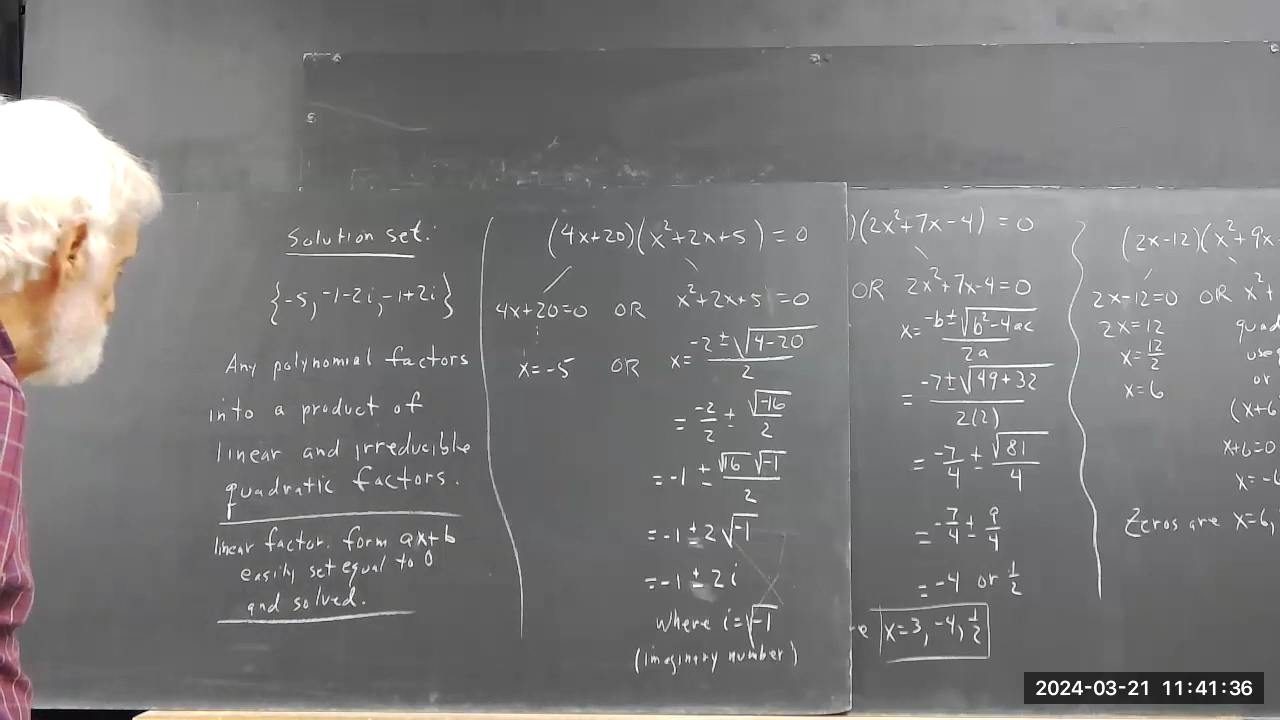 Solution set:
{-5, -1-2i, -1+2i}
Any polynomial factors
into a product of
linear and irreducible
quadratic factors.
linear factor. form ax+b
easily set equal to 0
and solved.
(4x+20)(x²+2x+5) = 0
4x+20=0 OR x²+2x+5=0
x=-5 OR x= (-2±√(4-20))/2
= -2/2 ± √-16/2
= -1 ± √16 √-1/2
= -1 ± 2√-1
= -1 ± 2i
where i=√-1
(imaginary number)
)(2x²+7x-4) = 0
OR 2x²+7x-4=0
x= (-b±√(b²-4ac))/2a
= (-7±√(49+32))/2(2)
= -7/4 ± √81/4
= -7/4 ± 9/4
= -4 or 1/2
e x=3, -4, 1/2
(2x-12)(x²+9x
2x-12=0 OR x²+
2x=12 quad
x=12/2 use
x=6 or
(x+6
x+6=0
x=-6
Zeros are x=6,
2024-03-21 11:41:36